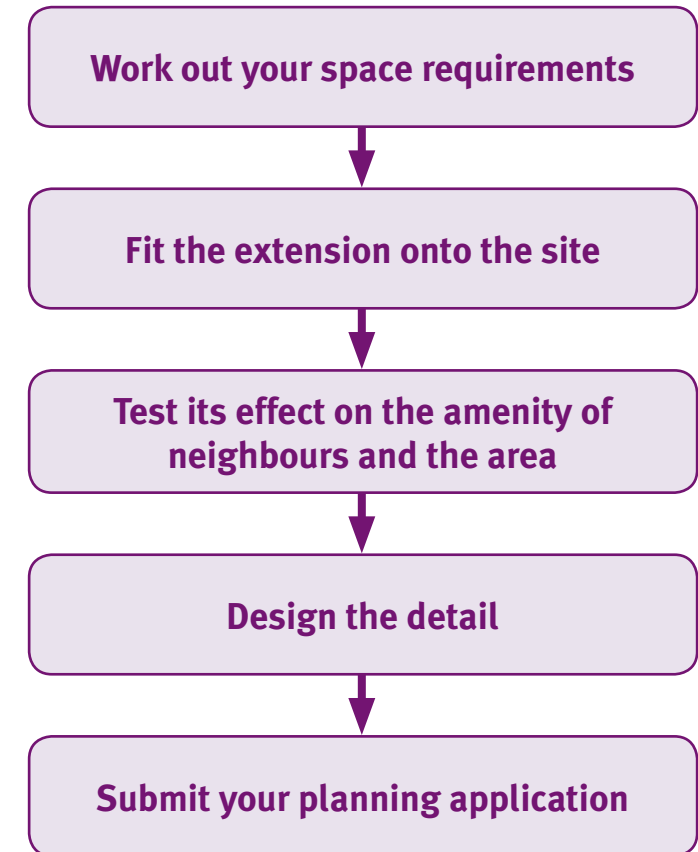 Work out your space requirements
Fit the extension onto the site
Test its effect on the amenity of
neighbours and the area
Design the detail
Submit your planning application